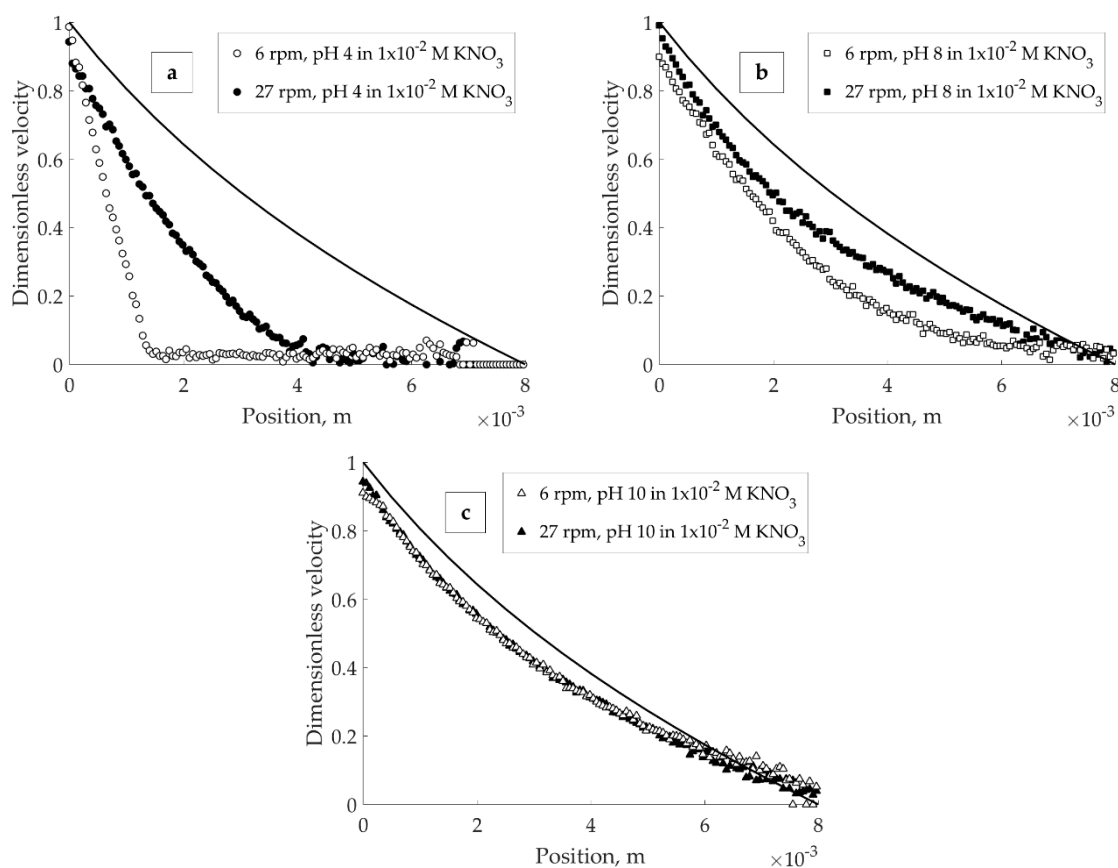 a
○ 6 rpm, pH 4 in 1x10⁻² M KNO₃
● 27 rpm, pH 4 in 1x10⁻² M KNO₃
Dimensionless velocity
1
0.8
0.6
0.4
0.2
0
0 2 4 6 8
Position, m
×10⁻³
b
□ 6 rpm, pH 8 in 1x10⁻² M KNO₃
■ 27 rpm, pH 8 in 1x10⁻² M KNO₃
Dimensionless velocity
1
0.8
0.6
0.4
0.2
0
0 2 4 6 8
Position, m
×10⁻³
c
△ 6 rpm, pH 10 in 1x10⁻² M KNO₃
▲ 27 rpm, pH 10 in 1x10⁻² M KNO₃
Dimensionless velocity
1
0.8
0.6
0.4
0.2
0
0 2 4 6 8
Position, m
×10⁻³